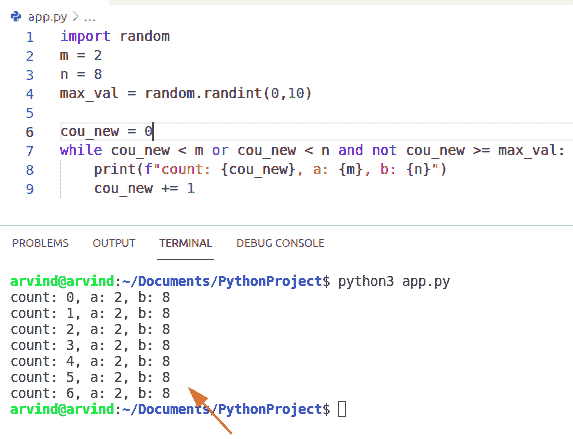 app.py > ...
1 import random
2 m = 2
3 n = 8
4 max_val = random.randint(0,10)
5
6 cou_new = 0
7 while cou_new < m or cou_new < n and not cou_new >= max_val:
8     print(f"count: {cou_new}, a: {m}, b: {n}")
9     cou_new += 1
PROBLEMS OUTPUT TERMINAL DEBUG CONSOLE
arvind@arvind:~/Documents/PythonProject$ python3 app.py
count: 0, a: 2, b: 8
count: 1, a: 2, b: 8
count: 2, a: 2, b: 8
count: 3, a: 2, b: 8
count: 4, a: 2, b: 8
count: 5, a: 2, b: 8
count: 6, a: 2, b: 8
arvind@arvind:~/Documents/PythonProject$